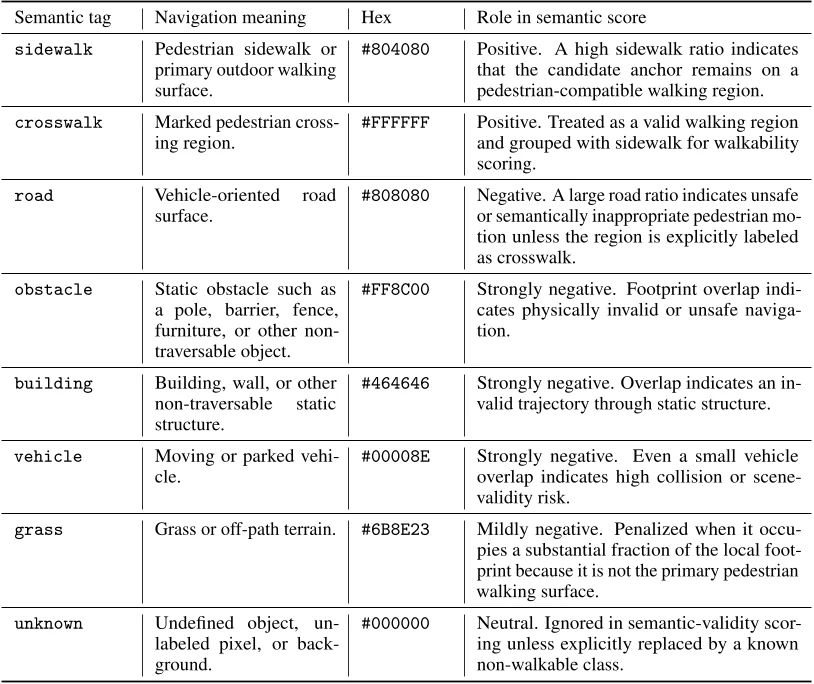 Semantic tag Navigation meaning Hex Role in semantic score
sidewalk Pedestrian sidewalk or #804080 Positive. A high sidewalk ratio indicates
primary outdoor walking that the candidate anchor remains on a
surface. pedestrian-compatible walking region.
crosswalk Marked pedestrian cross- #FFFFFF Positive. Treated as a valid walking region
ing region. and grouped with sidewalk for walkability
scoring.
road Vehicle-oriented road #808080 Negative. A large road ratio indicates unsafe
surface. or semantically inappropriate pedestrian mo-
tion unless the region is explicitly labeled
as crosswalk.
obstacle Static obstacle such as #FF8C00 Strongly negative. Footprint overlap indi-
a pole, barrier, fence, cates physically invalid or unsafe naviga-
furniture, or other non- tion.
traversable object.
building Building, wall, or other #464646 Strongly negative. Overlap indicates an in-
non-traversable static valid trajectory through static structure.
structure.
vehicle Moving or parked vehi- #00008E Strongly negative. Even a small vehicle
cle. overlap indicates high collision or scene-
validity risk.
grass Grass or off-path terrain. #6B8E23 Mildly negative. Penalized when it occu-
pies a substantial fraction of the local foot-
print because it is not the primary pedestrian
walking surface.
unknown Undefined object, un- #000000 Neutral. Ignored in semantic-validity scor-
labeled pixel, or back- ing unless explicitly replaced by a known
ground. non-walkable class.